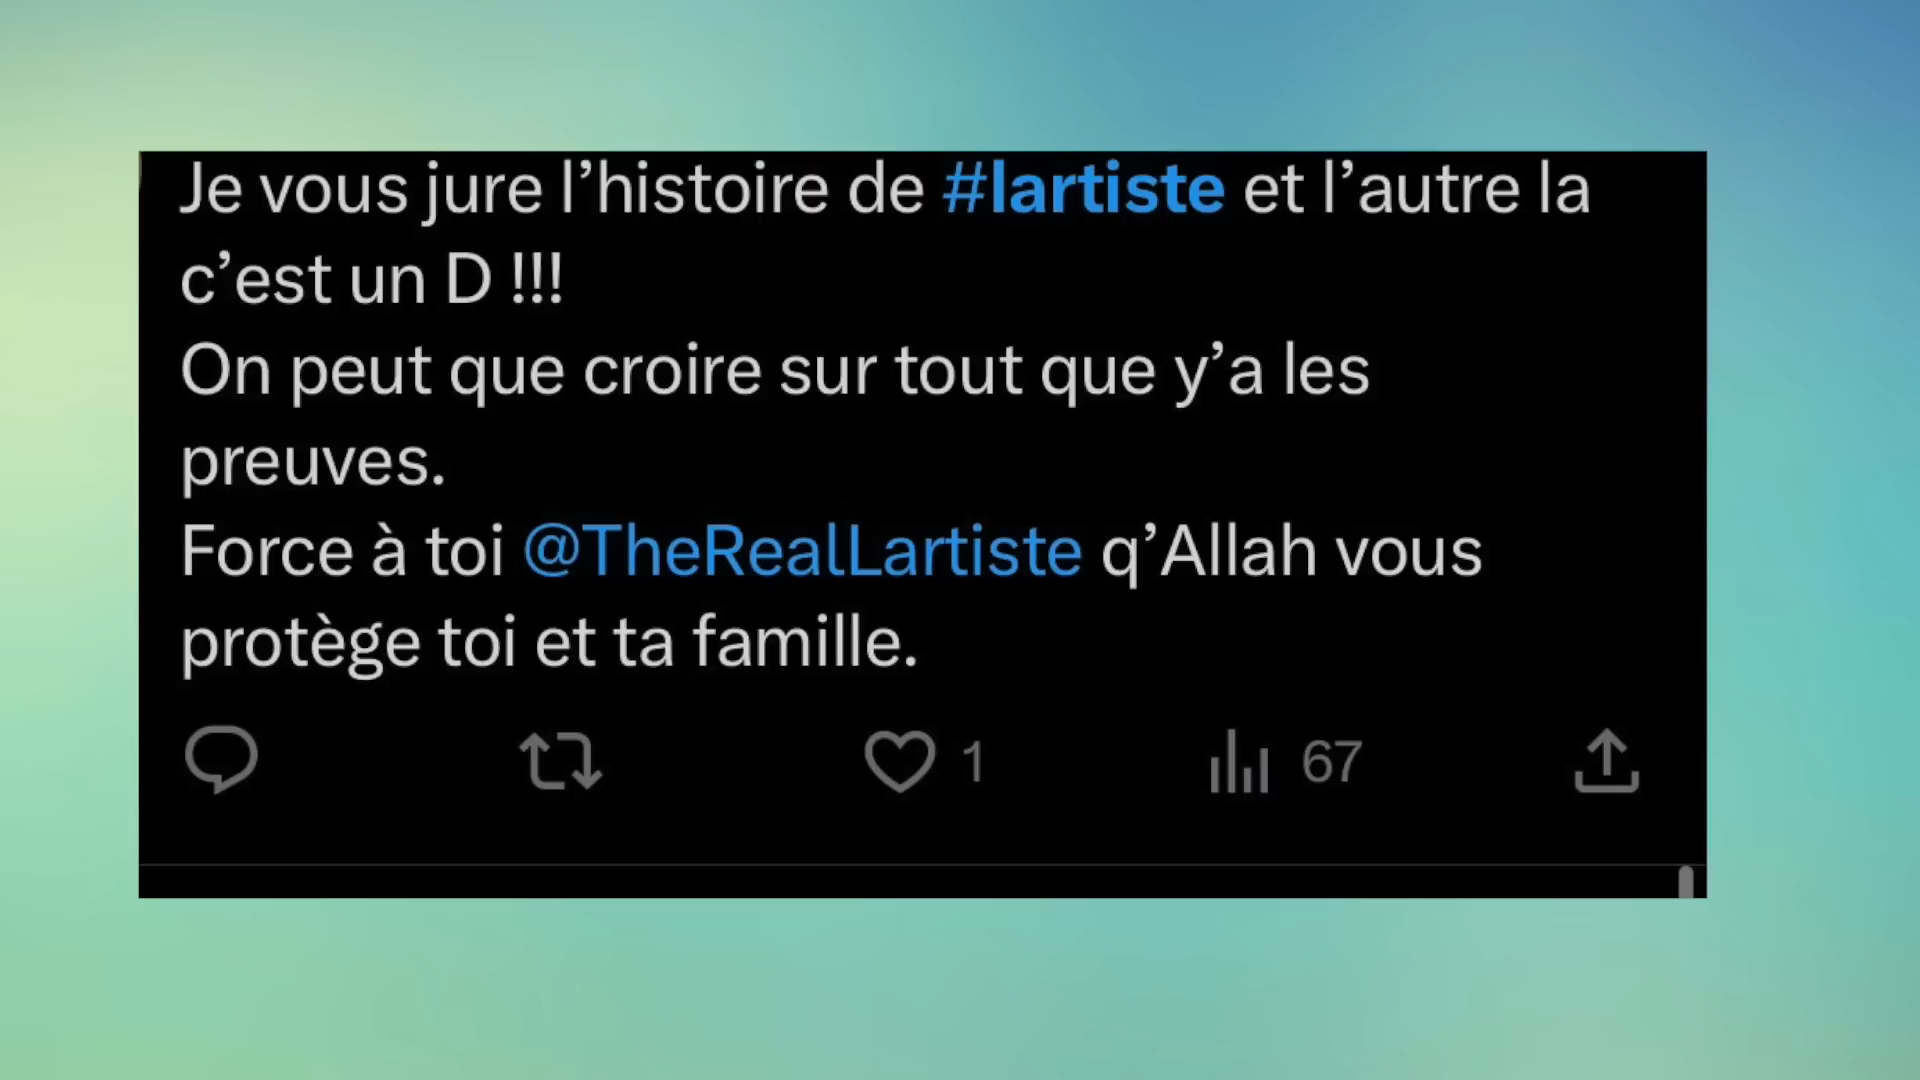 Je vous jure l’histoire de #lartiste et l’autre la
c’est un D !!!
On peut que croire sur tout que y’a les
preuves.
Force à toi @TheRealLartiste q’Allah vous
protège toi et ta famille.
1 67